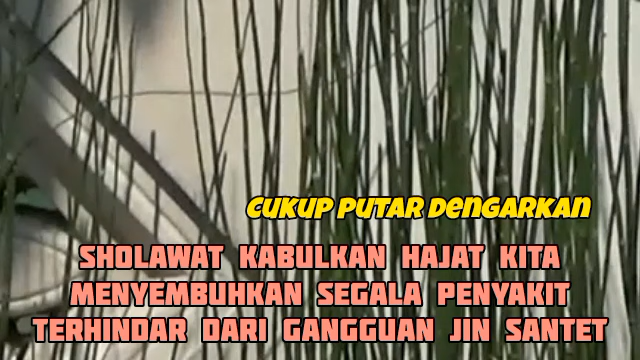 CUKUP PUTAR DENGARKAN
SHOLAWAT KABULKAN HAJAT KITA
MENYEMBUHKAN SEGALA PENYAKIT
TERHINDAR DARI GANGGUAN JIN SANTET